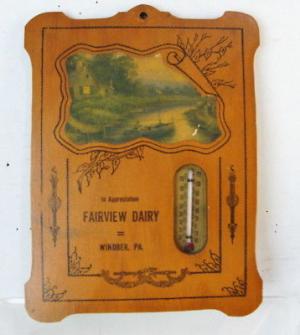 In Appreciation
FAIRVIEW DAIRY
=
WINDBER, PA.